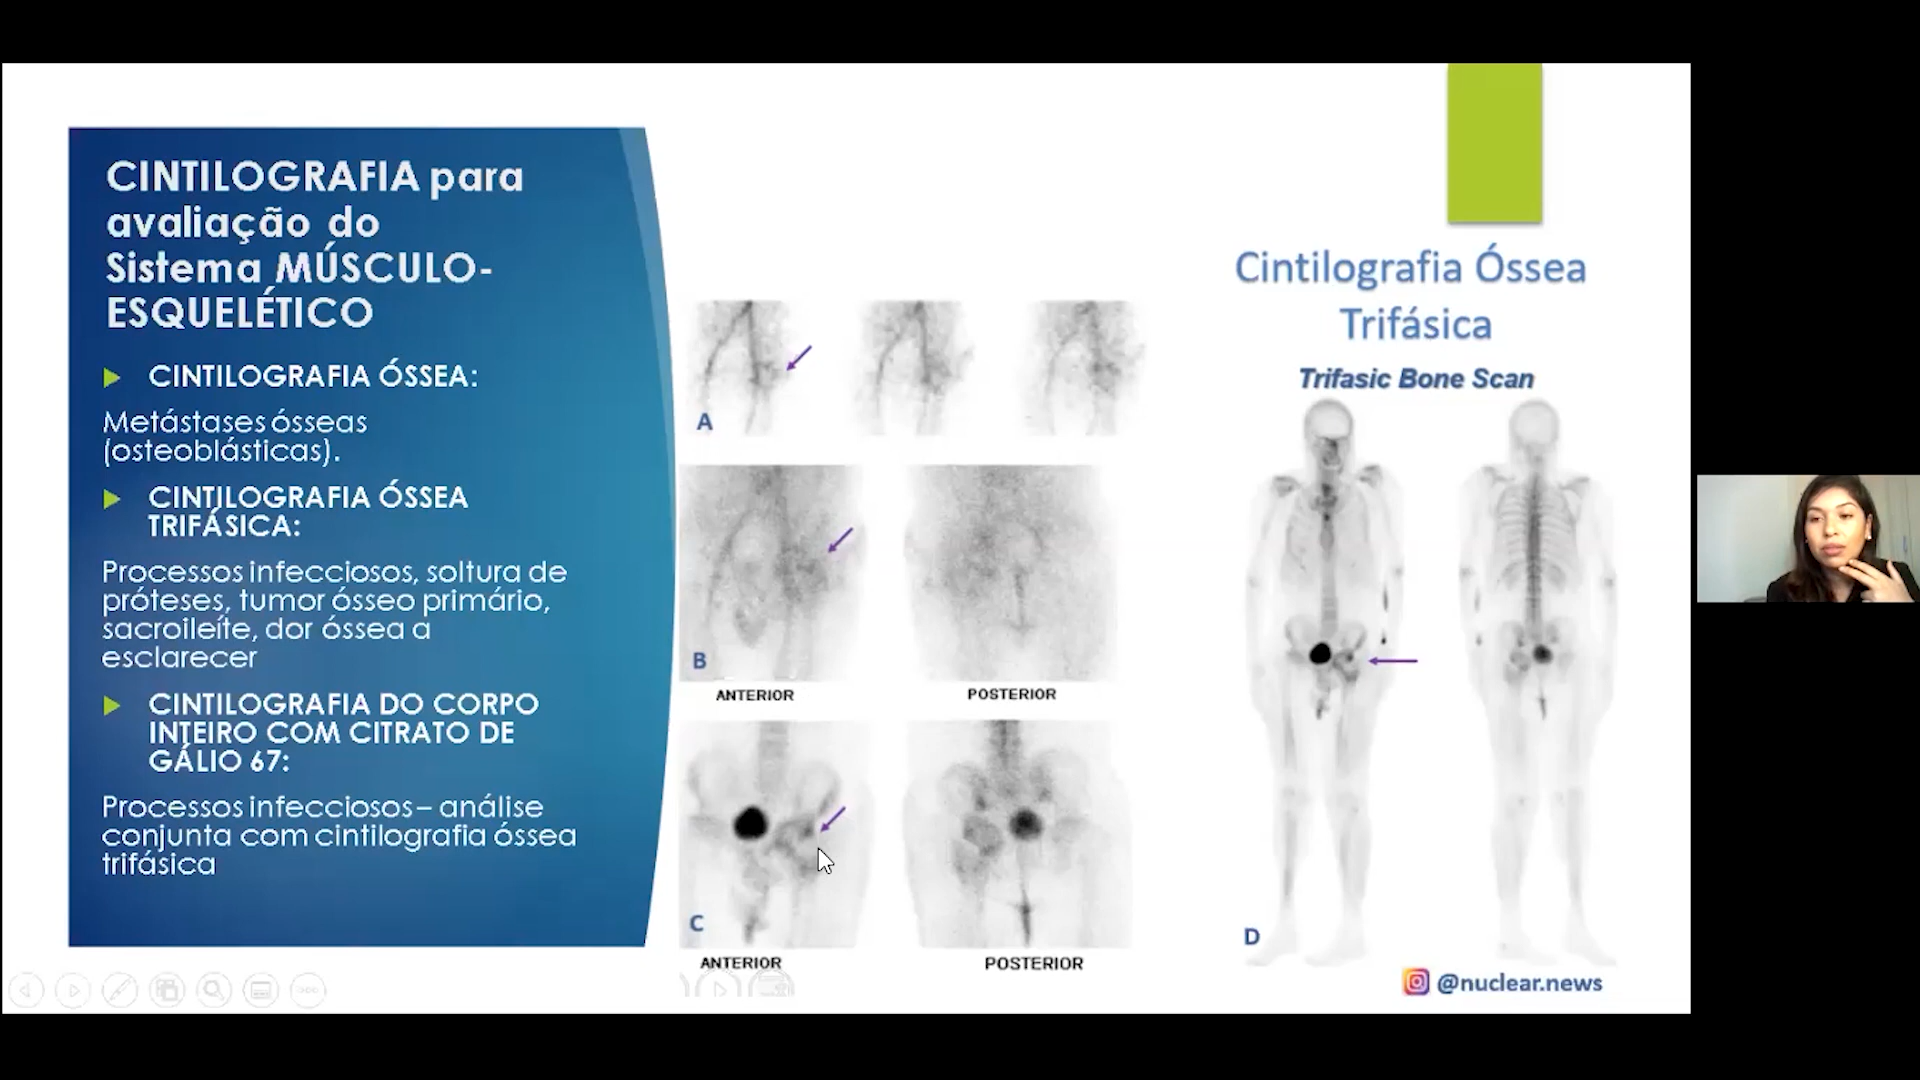 CINTILOGRAFIA para
avaliação do
Sistema MÚSCULO-
ESQUELÉTICO
CINTILOGRAFIA ÓSSEA:
Metástases ósseas
(osteoblásticas).
CINTILOGRAFIA ÓSSEA
TRIFÁSICA:
Processos infecciosos, soltura de
próteses, tumor ósseo primário,
sacroileíte, dor óssea a
esclarecer
CINTILOGRAFIA DO CORPO
INTEIRO COM CITRATO DE
GÁLIO 67:
Processos infecciosos – análise
conjunta com cintilografia óssea
trifásica
A
B
ANTERIOR
POSTERIOR
C
ANTERIOR
POSTERIOR
Cintilografia Óssea
Trifásica
Trifasic Bone Scan
D
@nuclear.news